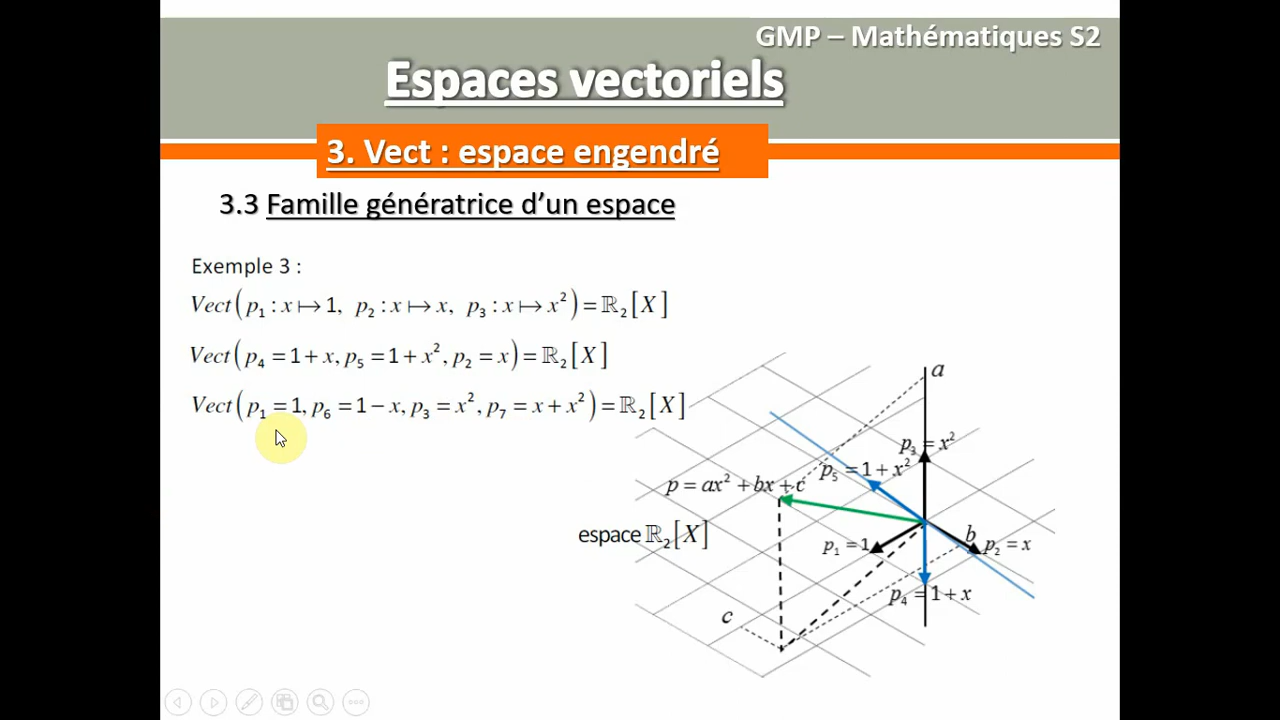 GMP – Mathématiques S2
Espaces vectoriels
3. Vect : espace engendré
3.3 Famille génératrice d’un espace
Exemple 3 :
Vect(p₁ : x ↦ 1, p₂ : x ↦ x, p₃ : x ↦ x²) = ℝ₂[X]
Vect(p₄ = 1 + x, p₅ = 1 + x², p₂ = x) = ℝ₂[X]
Vect(p₁ = 1, p₆ = 1 − x, p₃ = x², p₇ = x + x²) = ℝ₂[X]
a
p₃ = x²
p₅ = 1 + x²
p = ax² + bx + c
espace ℝ₂[X]
b
p₁ = 1
p₂ = x
p₄ = 1 + x
c